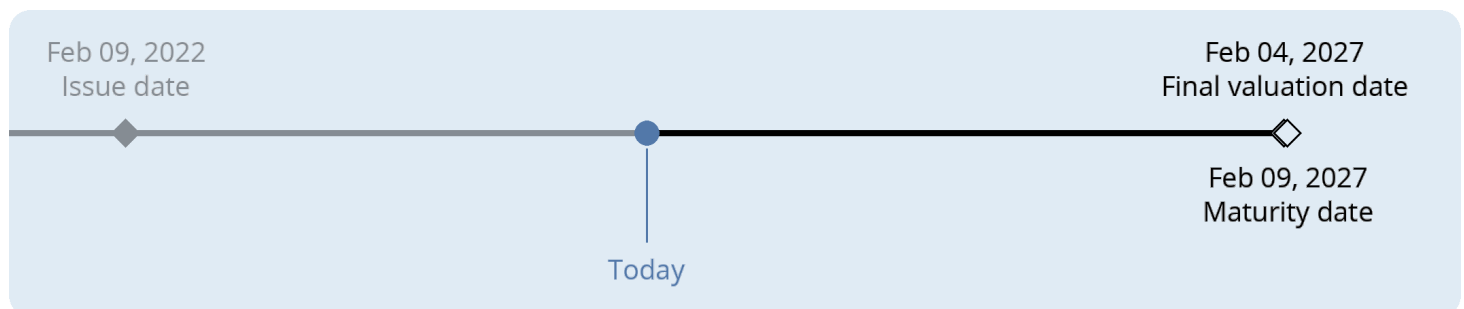 Feb 09, 2022
Issue date
Feb 04, 2027
Final valuation date
Feb 09, 2027
Maturity date
Today